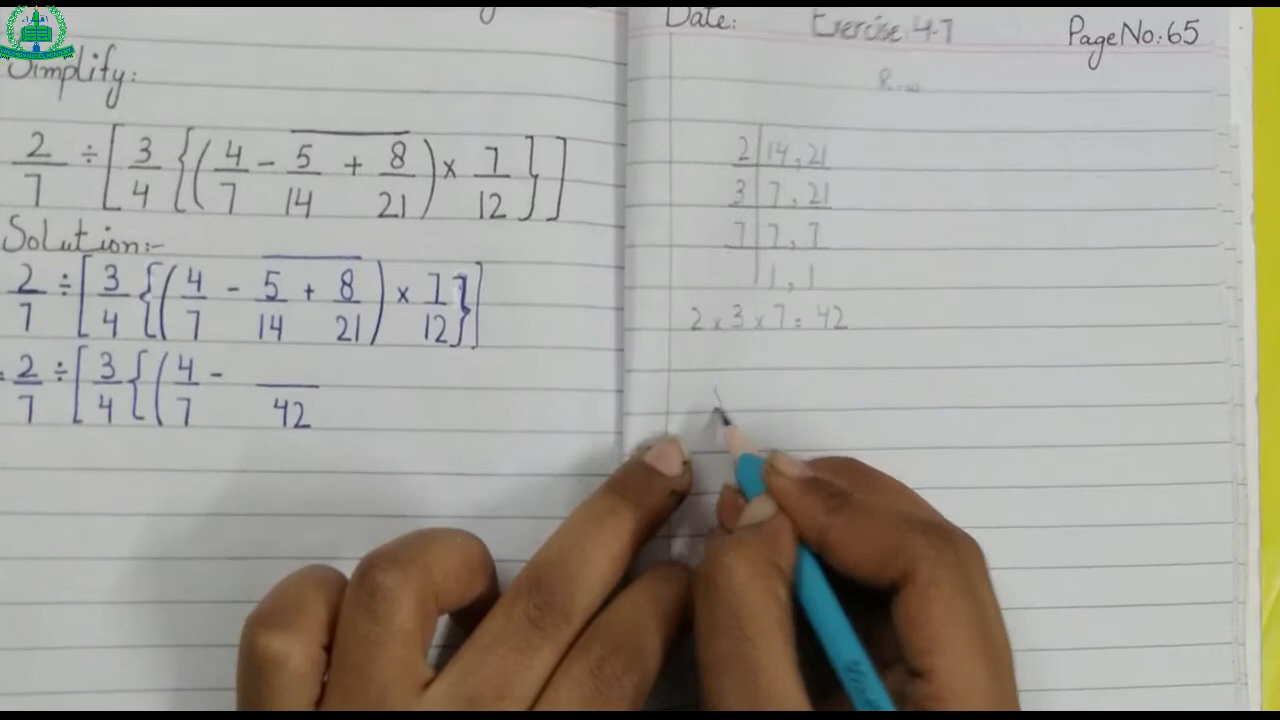 Date: Exercise 4.7 Page No: 65
Simplify:
2/7 ÷ [3/4 {(4/7 - 5/14 + 8/21) × 7/12}]
Solution:-
2/7 ÷ [3/4 {(4/7 - 5/14 + 8/21) × 7/12}]
= 2/7 ÷ [3/4 {(4/7 - /42
2 | 14, 21
3 | 7, 21
7 | 7, 7
| 1, 1
2 × 3 × 7 = 42